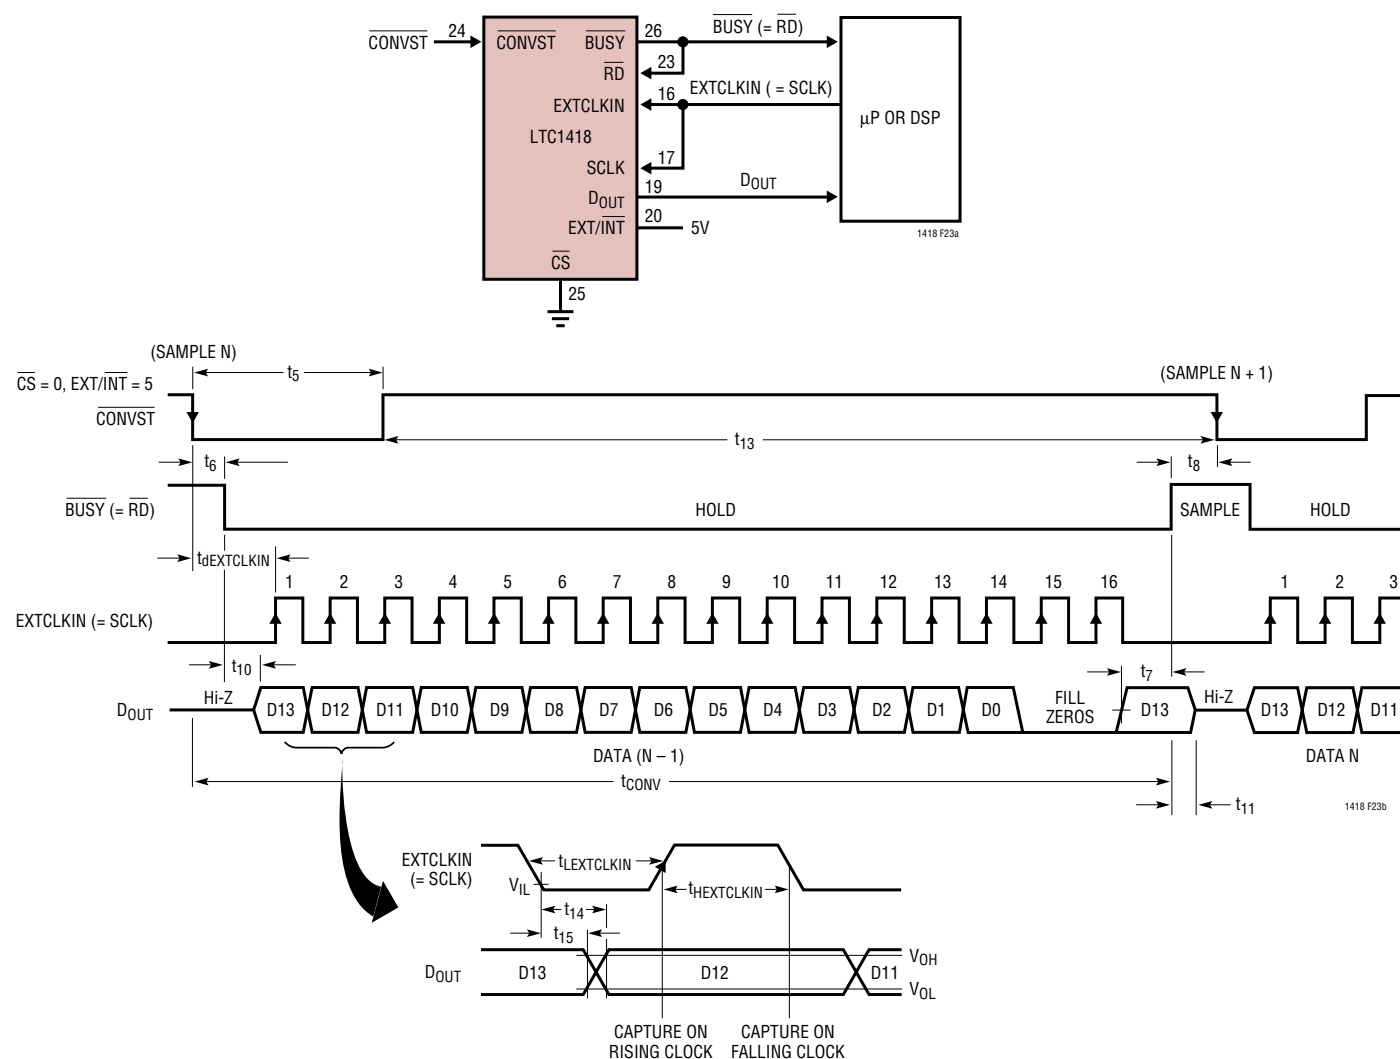 CONVST 24 CONVST BUSY 26 BUSY (= RD)
RD 23
EXTCLKIN 16 EXTCLKIN ( = SCLK)
µP OR DSP
LTC1418
SCLK 17
DOUT 19 DOUT
EXT/INT 20 5V
1418 F23a
CS
25
(SAMPLE N) (SAMPLE N + 1)
CS = 0, EXT/INT = 5 t5
CONVST
t13
t6 t8
BUSY (= RD) HOLD SAMPLE HOLD
tdEXTCLKIN
1 2 3 4 5 6 7 8 9 10 11 12 13 14 15 16 1 2 3
EXTCLKIN (= SCLK)
t10 t7
DOUT Hi-Z D13 D12 D11 D10 D9 D8 D7 D6 D5 D4 D3 D2 D1 D0 FILL ZEROS D13 Hi-Z D13 D12 D11
DATA (N – 1) DATA N
tCONV
t11 1418 F23b
EXTCLKIN
(= SCLK)
tLEXTCLKIN
VIL tHEXTCLKIN
t14
t15
DOUT D13 D12 D11 VOH
VOL
CAPTURE ON
RISING CLOCK
CAPTURE ON
FALLING CLOCK